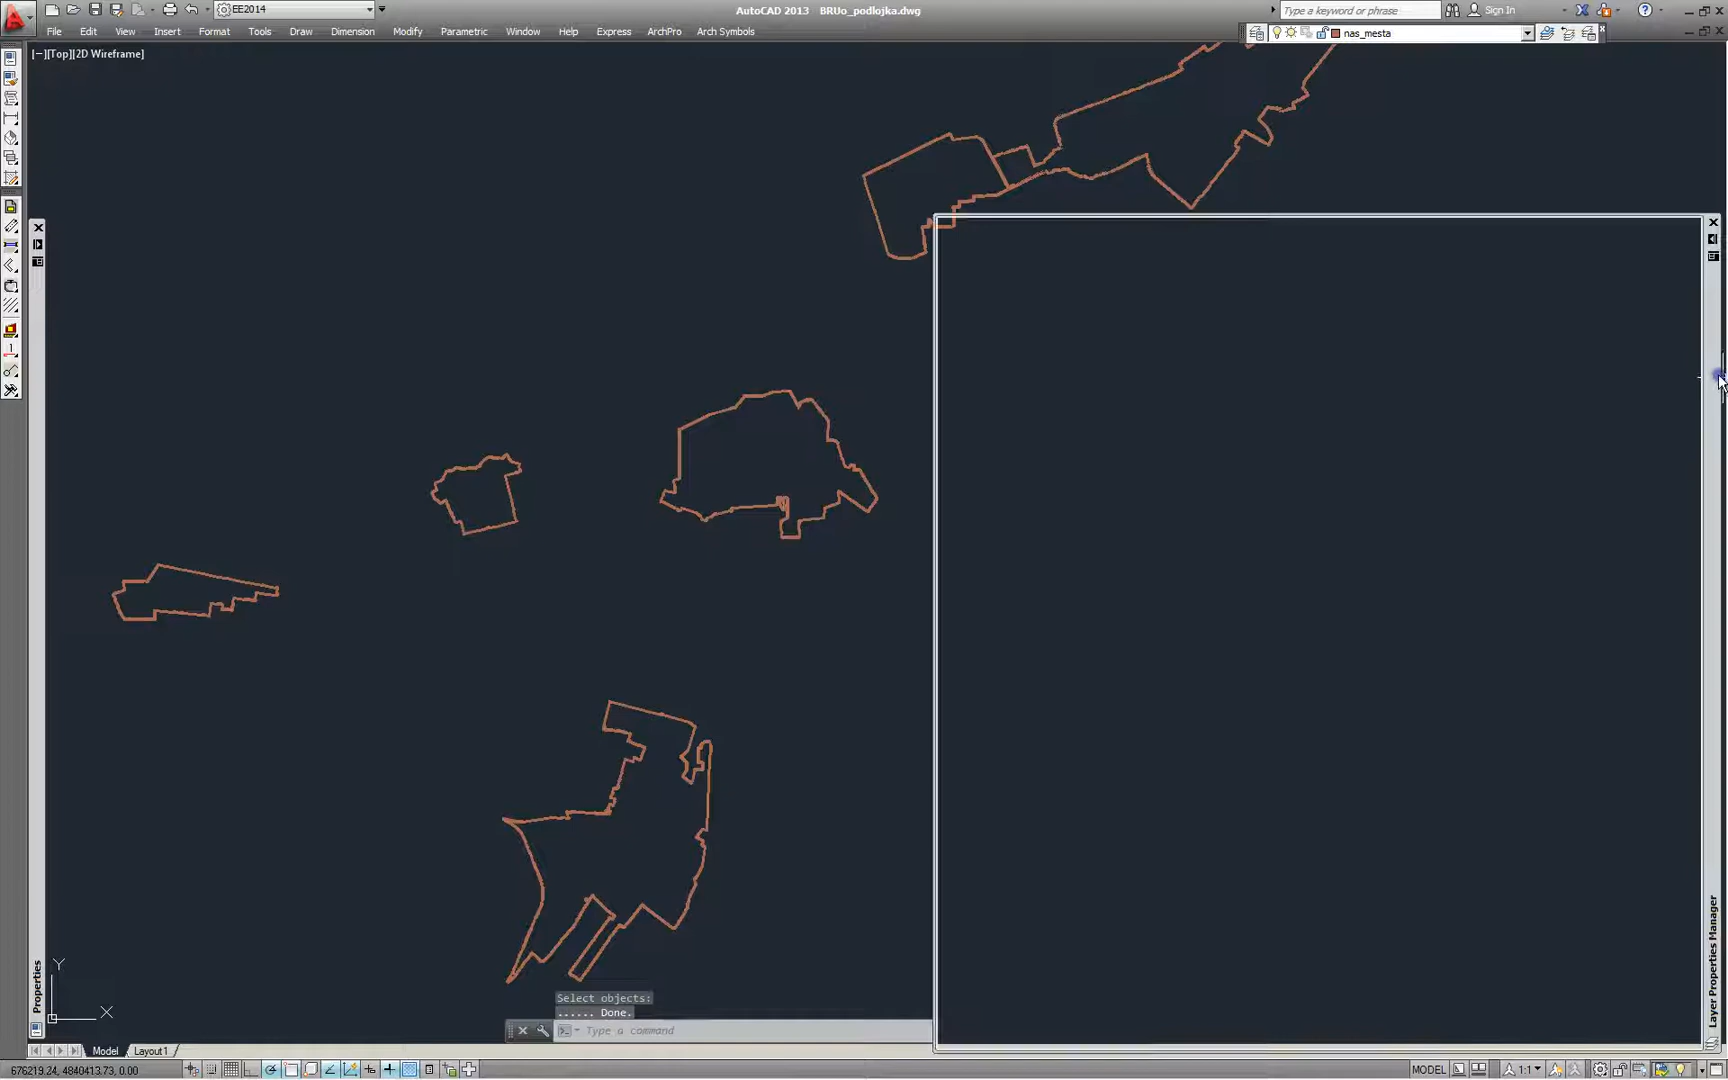 EE2014
AutoCAD 2013 BRUo_podlojka.dwg
Type a keyword or phrase
Sign In
File Edit View Insert Format Tools Draw Dimension Modify Parametric Window Help Express ArchPro Arch Symbols
nas_mesta
[−][Top][2D Wireframe]
Properties
Layer Properties Manager
Y
X
Select objects:
...... Done.
Type a command
Model Layout1
676219.24, 4840413.73, 0.00
MODEL
1:1